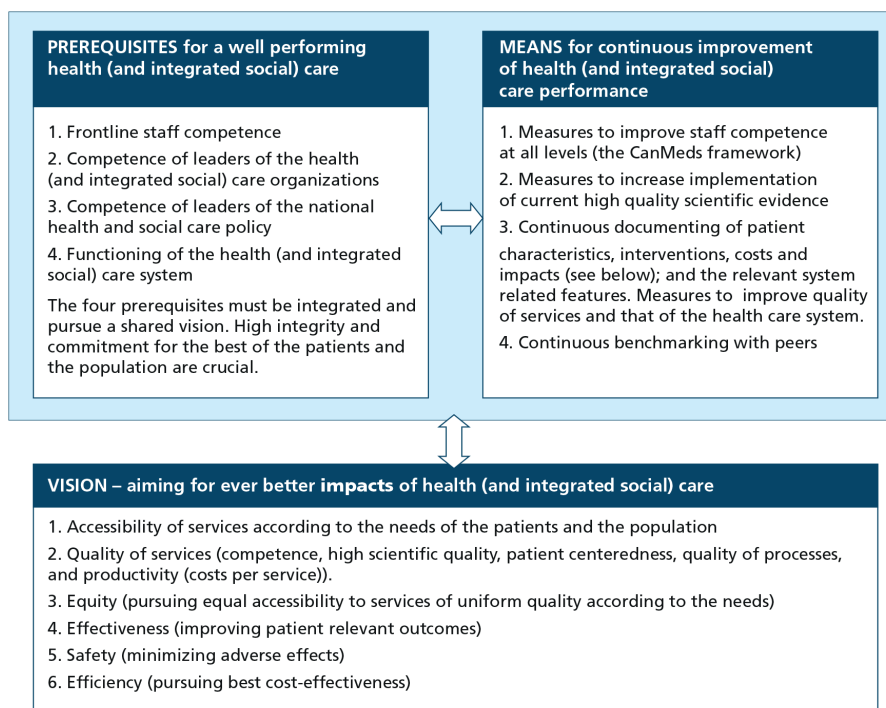 PREREQUISITES for a well performing
health (and integrated social) care
1. Frontline staff competence
2. Competence of leaders of the health
(and integrated social) care organizations
3. Competence of leaders of the national
health and social care policy
4. Functioning of the health (and integrated
social) care system
The four prerequisites must be integrated and
pursue a shared vision. High integrity and
commitment for the best of the patients and
the population are crucial.
MEANS for continuous improvement
of health (and integrated social)
care performance
1. Measures to improve staff competence
at all levels (the CanMeds framework)
2. Measures to increase implementation
of current high quality scientific evidence
3. Continuous documenting of patient
characteristics, interventions, costs and
impacts (see below); and the relevant system
related features. Measures to  improve quality
of services and that of the health care system.
4. Continuous benchmarking with peers
VISION – aiming for ever better impacts of health (and integrated social) care
1. Accessibility of services according to the needs of the patients and the population
2. Quality of services (competence, high scientific quality, patient centeredness, quality of processes,
and productivity (costs per service)).
3. Equity (pursuing equal accessibility to services of uniform quality according to the needs)
4. Effectiveness (improving patient relevant outcomes)
5. Safety (minimizing adverse effects)
6. Efficiency (pursuing best cost-effectiveness)